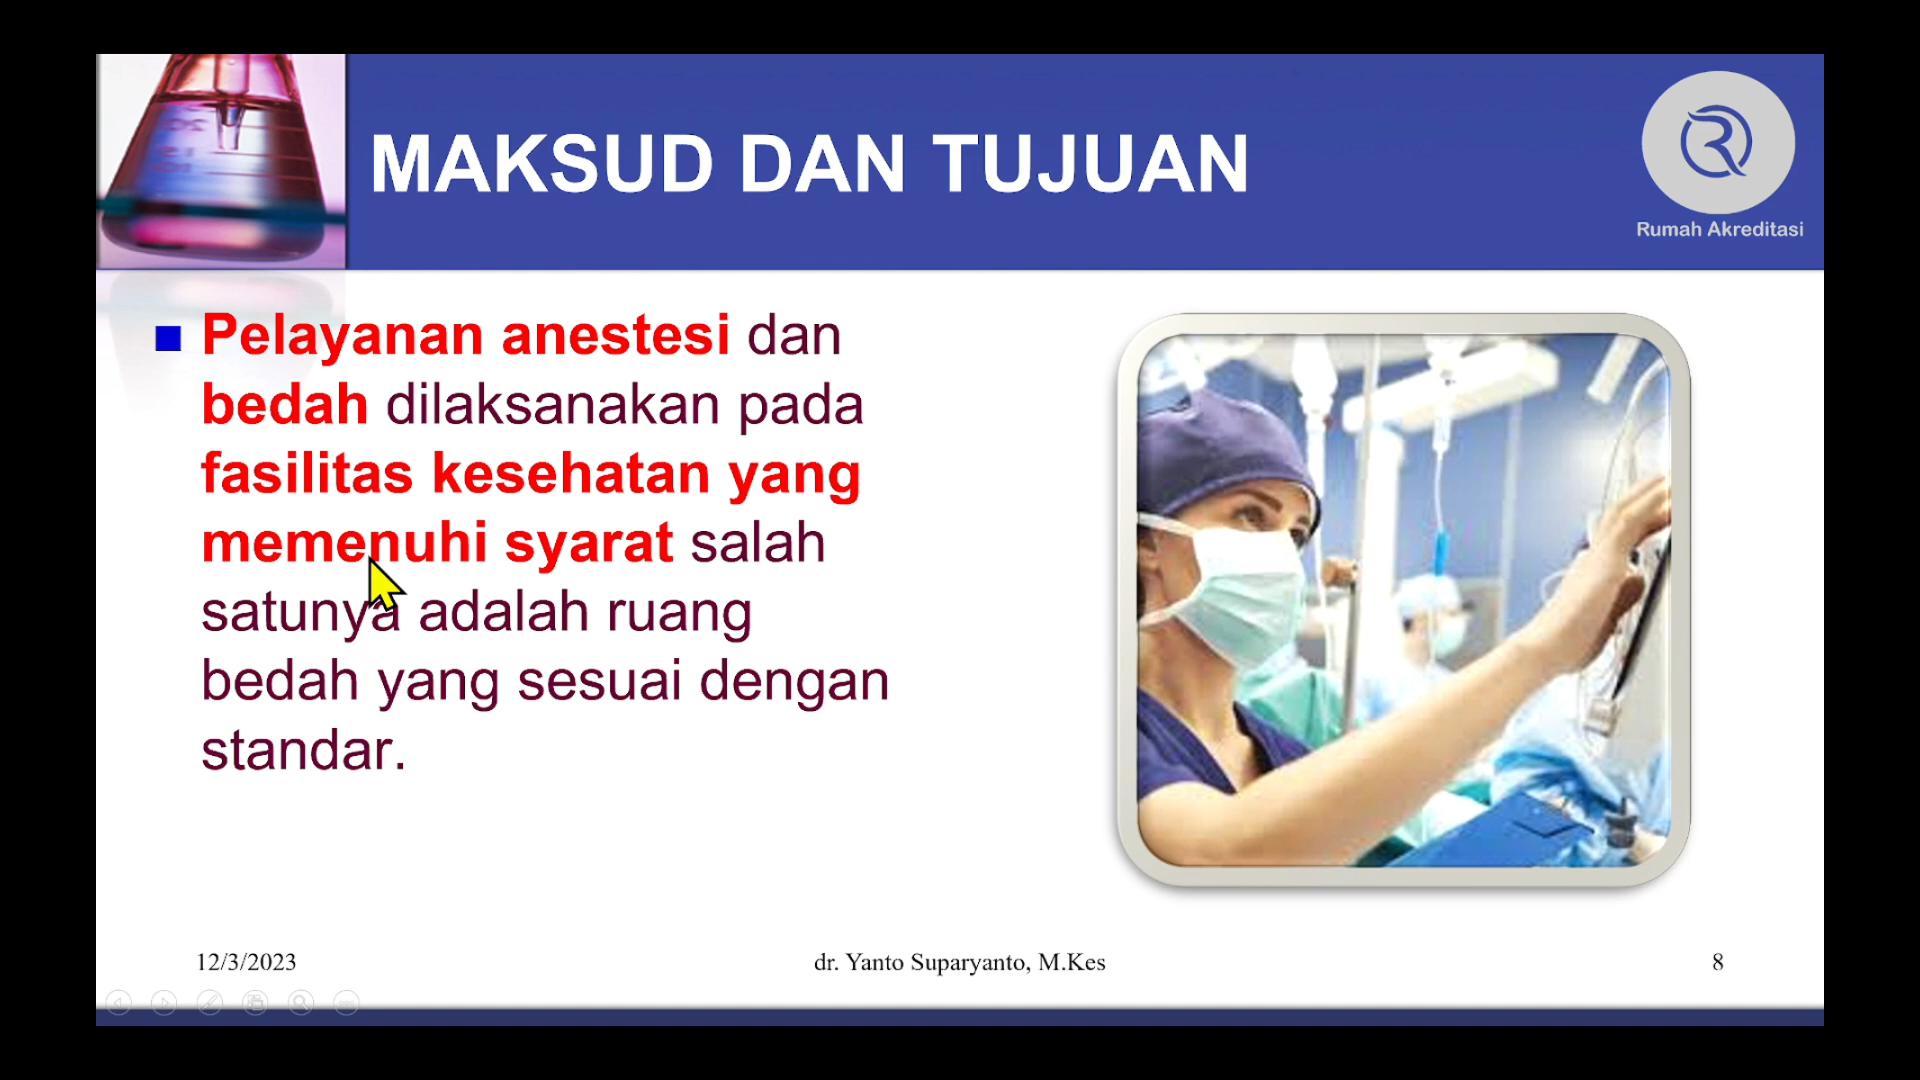 MAKSUD DAN TUJUAN
Rumah Akreditasi
Pelayanan anestesi dan
bedah dilaksanakan pada
fasilitas kesehatan yang
memenuhi syarat salah
satunya adalah ruang
bedah yang sesuai dengan
standar.
12/3/2023
dr. Yanto Suparyanto, M.Kes
8